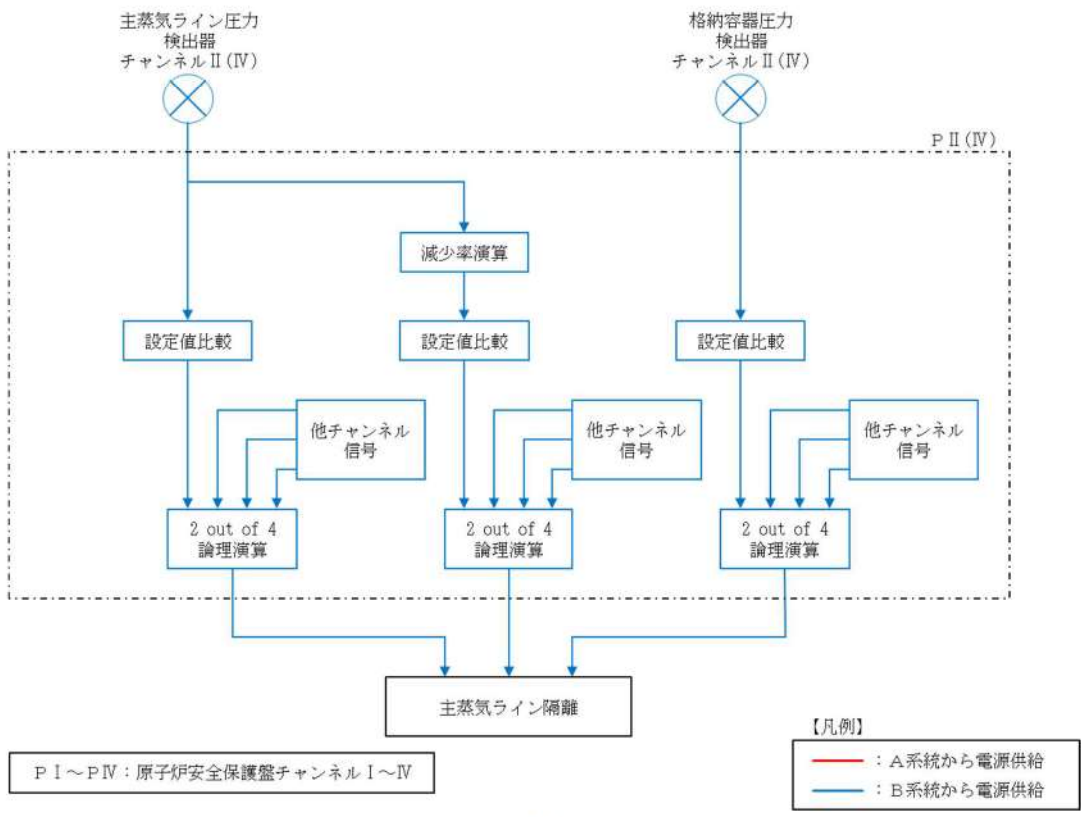 主蒸気ライン圧力
検出器
チャンネルⅡ(Ⅳ)
格納容器圧力
検出器
チャンネルⅡ(Ⅳ)
PⅡ(Ⅳ)
減少率演算
設定値比較
設定値比較
設定値比較
他チャンネル
信号
他チャンネル
信号
他チャンネル
信号
2 out of 4
論理演算
2 out of 4
論理演算
2 out of 4
論理演算
主蒸気ライン隔離
【凡例】
PⅠ～PⅣ：原子炉安全保護盤チャンネルⅠ～Ⅳ
：A系統から電源供給
：B系統から電源供給